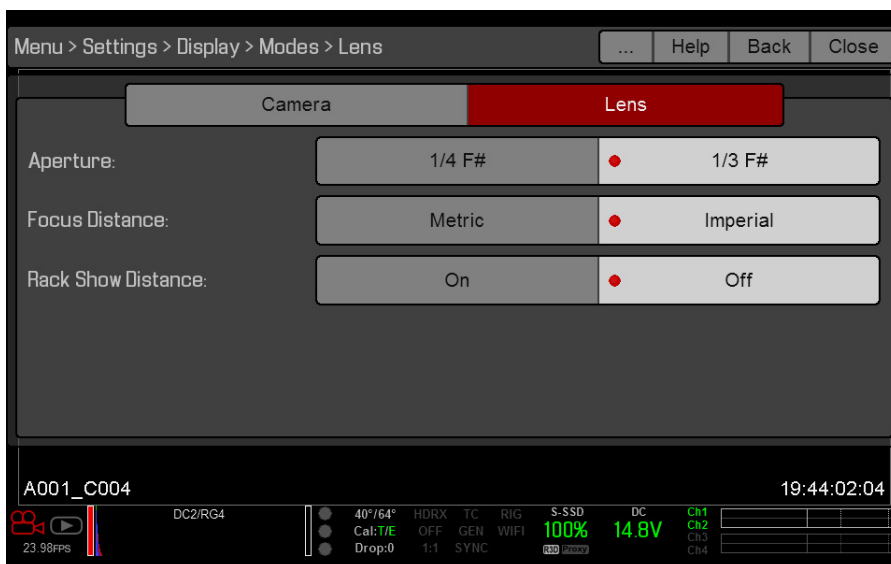 Menu > Settings > Display > Modes > Lens ... Help Back Close
Camera Lens
Aperture: 1/4 F# 1/3 F#
Focus Distance: Metric Imperial
Rack Show Distance: On Off
A001_C004 19:44:02:04
DC2/RG4 40°/64° HDRX TC RIG S-SSD DC Ch1
Cal:T/E OFF GEN WIFI 100% 14.8V Ch2
23.98FPS Drop:0 1:1 SYNC R3D Proxy Ch3
Ch4